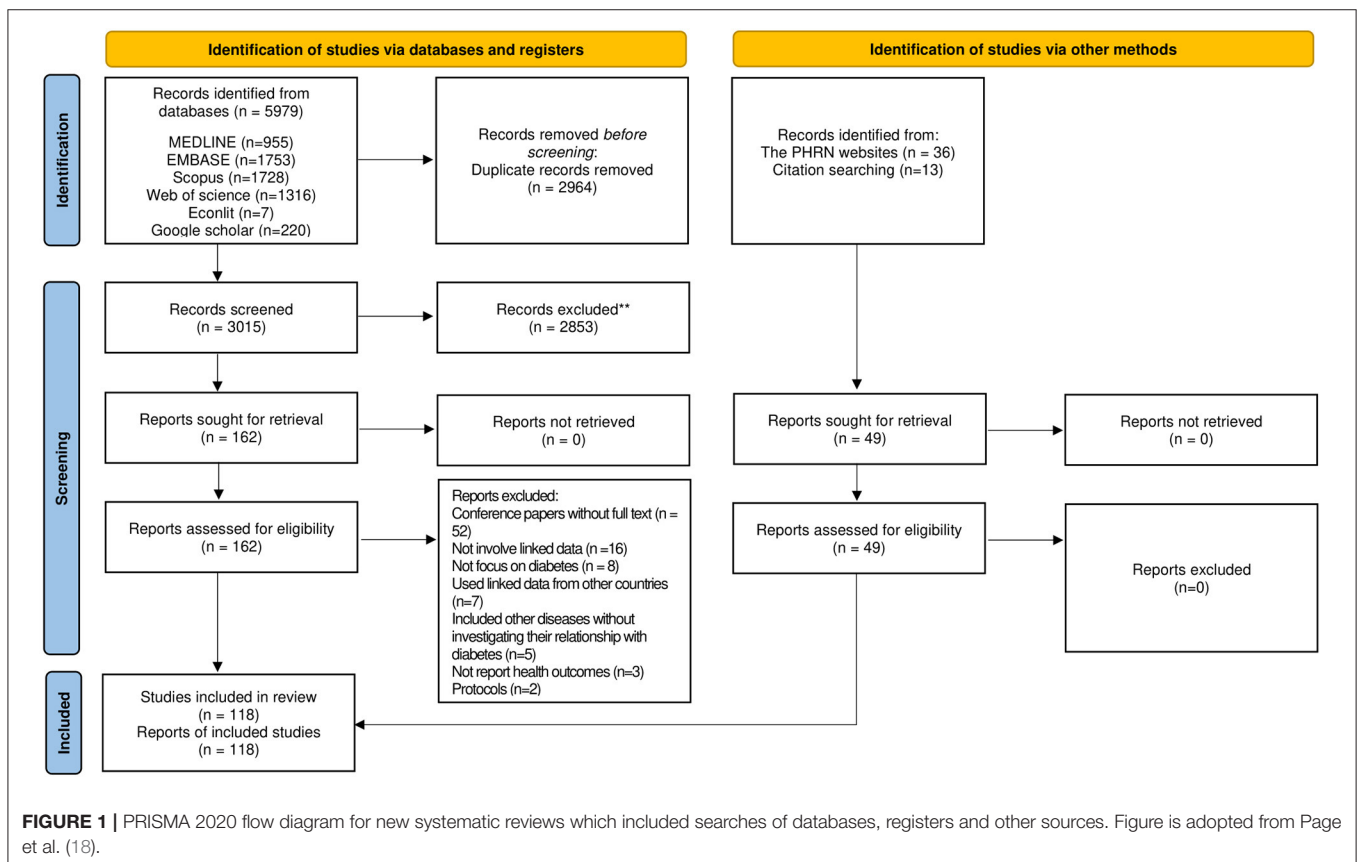 Identification of studies via databases and registers
Identification of studies via other methods
Identification
Records identified from
databases (n = 5979)
MEDLINE (n=955)
EMBASE (n=1753)
Scopus (n=1728)
Web of science (n=1316)
Econlit (n=7)
Google scholar (n=220)
Records removed before
screening:
Duplicate records removed
(n = 2964)
Records identified from:
The PHRN websites (n = 36)
Citation searching (n=13)
Screening
Records screened
(n = 3015)
Records excluded**
(n = 2853)
Reports sought for retrieval
(n = 162)
Reports not retrieved
(n = 0)
Reports sought for retrieval
(n = 49)
Reports not retrieved
(n = 0)
Reports assessed for eligibility
(n = 162)
Reports excluded:
Conference papers without full text (n =
52)
Not involve linked data (n =16)
Not focus on diabetes (n = 8)
Used linked data from other countries
(n=7)
Included other diseases without
investigating their relationship with
diabetes (n=5)
Not report health outcomes (n=3)
Protocols (n=2)
Reports assessed for eligibility
(n = 49)
Reports excluded
(n=0)
Included
Studies included in review
(n = 118)
Reports of included studies
(n = 118)
FIGURE 1 | PRISMA 2020 flow diagram for new systematic reviews which included searches of databases, registers and other sources. Figure is adopted from Page
et al. (18).